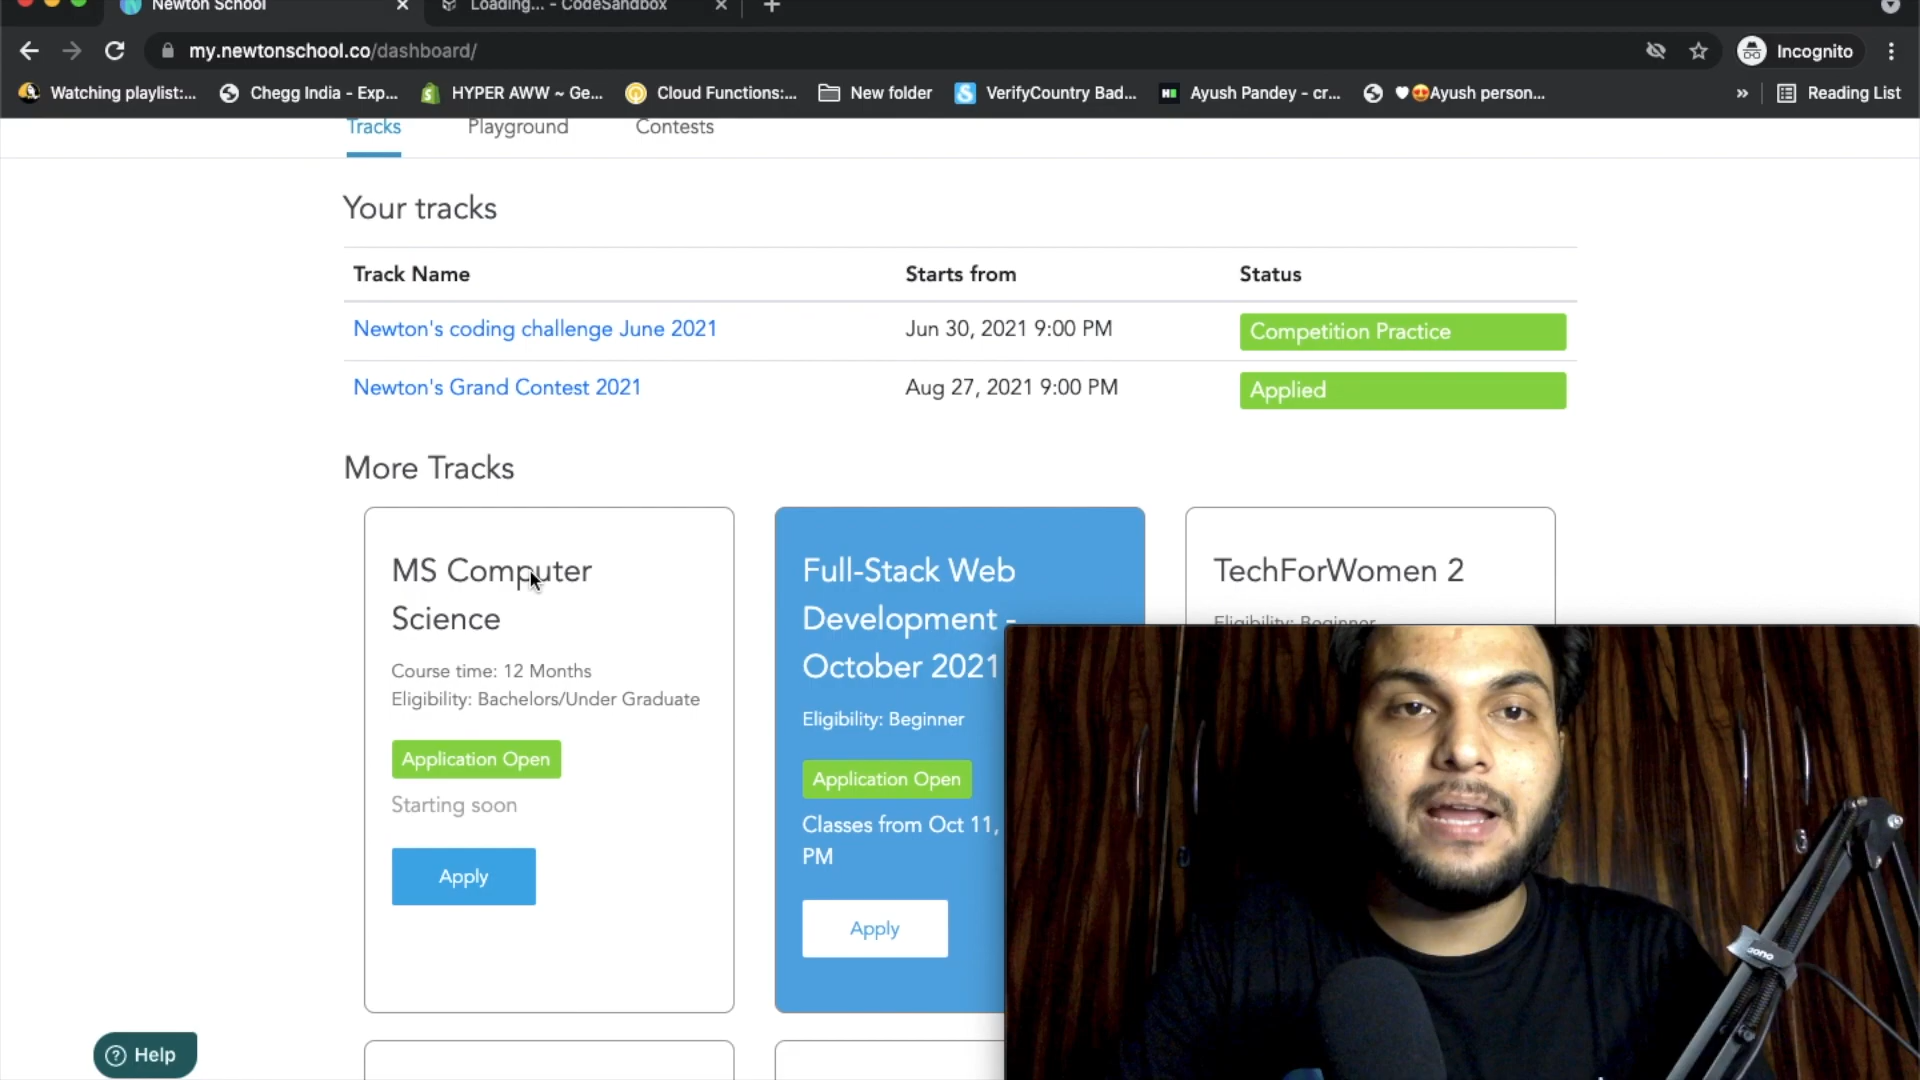 Newton School
Loading... - CodeSandbox
my.newtonschool.co/dashboard/
Incognito
Watching playlist:...
Chegg India - Exp...
HYPER AWW ~ Ge...
Cloud Functions:...
New folder
VerifyCountry Bad...
Ayush Pandey - cr...
♥😍Ayush person...
»
Reading List
Tracks
Playground
Contests
Your tracks
Track Name
Starts from
Status
Newton's coding challenge June 2021
Jun 30, 2021 9:00 PM
Competition Practice
Newton's Grand Contest 2021
Aug 27, 2021 9:00 PM
Applied
More Tracks
MS Computer
Science
Course time: 12 Months
Eligibility: Bachelors/Under Graduate
Application Open
Starting soon
Apply
Full-Stack Web
Development -
October 2021
Eligibility: Beginner
Application Open
Classes from Oct 11,
PM
Apply
TechForWomen 2
Eligibility: Beginner
Help